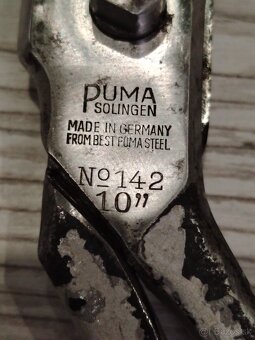 PUMA
SOLINGEN
MADE IN GERMANY
FROM BEST PUMA STEEL
No 142
10"